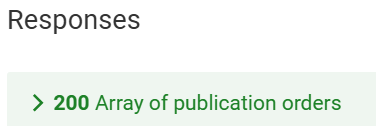 Responses
200 Array of publication orders